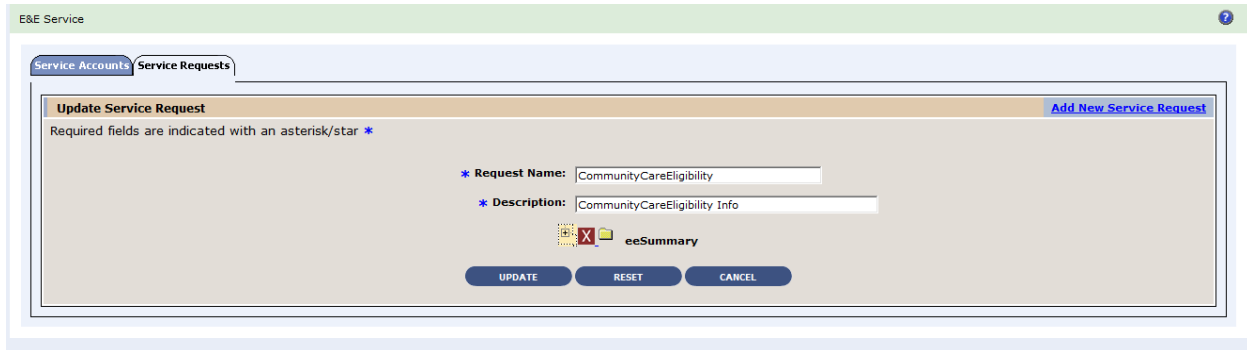 E&E Service
?
Service Accounts Service Requests
Update Service Request Add New Service Request
Required fields are indicated with an asterisk/star *
* Request Name: CommunityCareEligibility
* Description: CommunityCareEligibility Info
+ X eeSummary
UPDATE RESET CANCEL